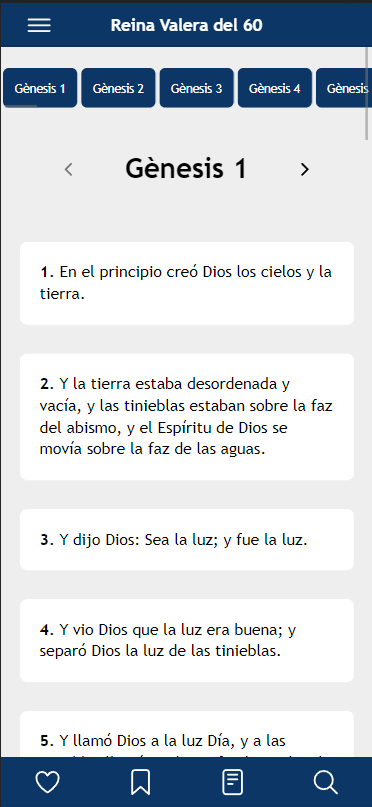 Reina Valera del 60
Gènesis 1 Gènesis 2 Gènesis 3 Gènesis 4 Gènesis
Gènesis 1
1. En el principio creó Dios los cielos y la
tierra.
2. Y la tierra estaba desordenada y
vacía, y las tinieblas estaban sobre la faz
del abismo, y el Espíritu de Dios se
movía sobre la faz de las aguas.
3. Y dijo Dios: Sea la luz; y fue la luz.
4. Y vio Dios que la luz era buena; y
separó Dios la luz de las tinieblas.
5. Y llamó Dios a la luz Día, y a las